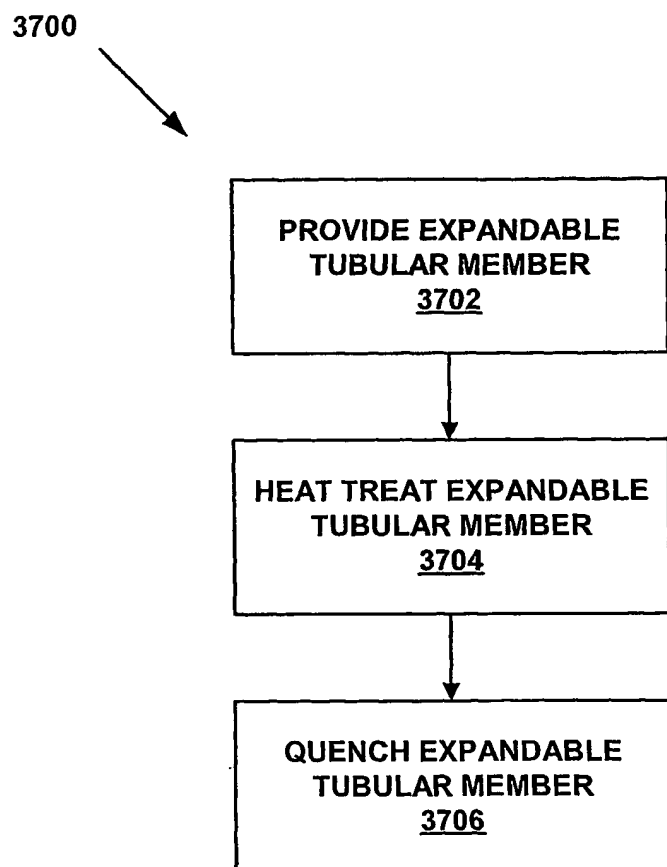 3700
PROVIDE EXPANDABLE
TUBULAR MEMBER
3702
HEAT TREAT EXPANDABLE
TUBULAR MEMBER
3704
QUENCH EXPANDABLE
TUBULAR MEMBER
3706